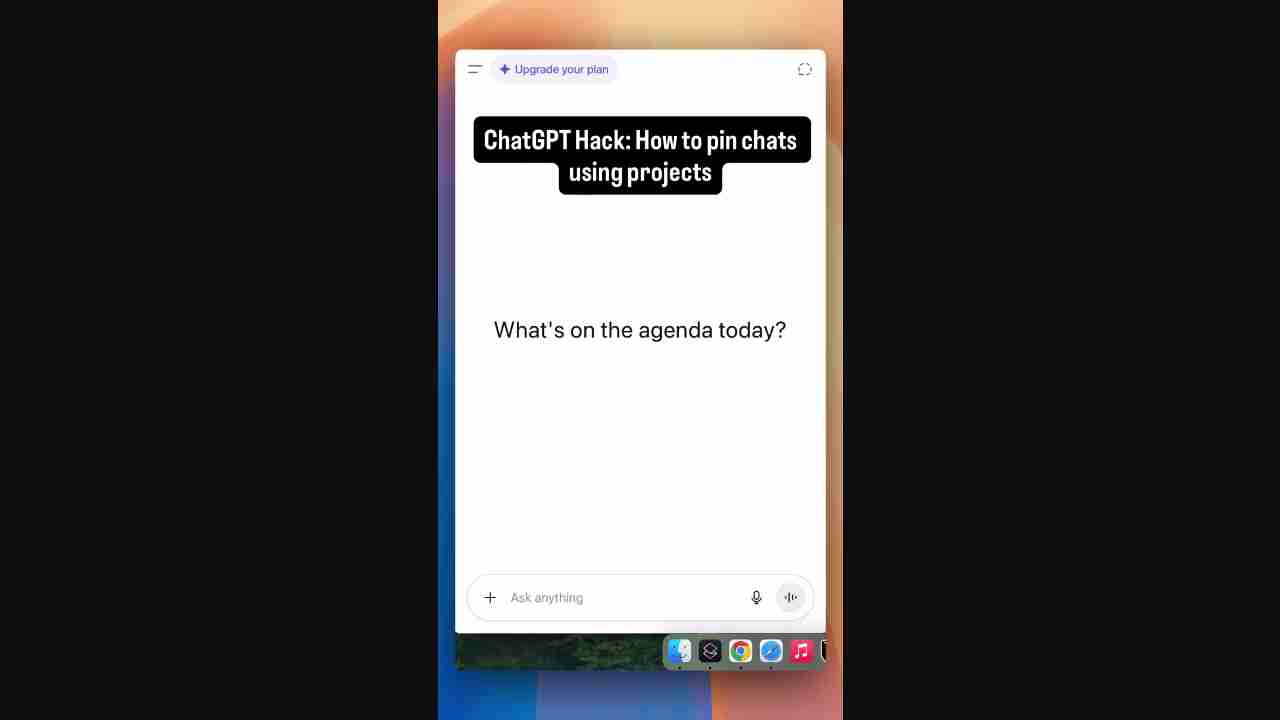 Upgrade your plan
ChatGPT Hack: How to pin chats
using projects
What's on the agenda today?
Ask anything